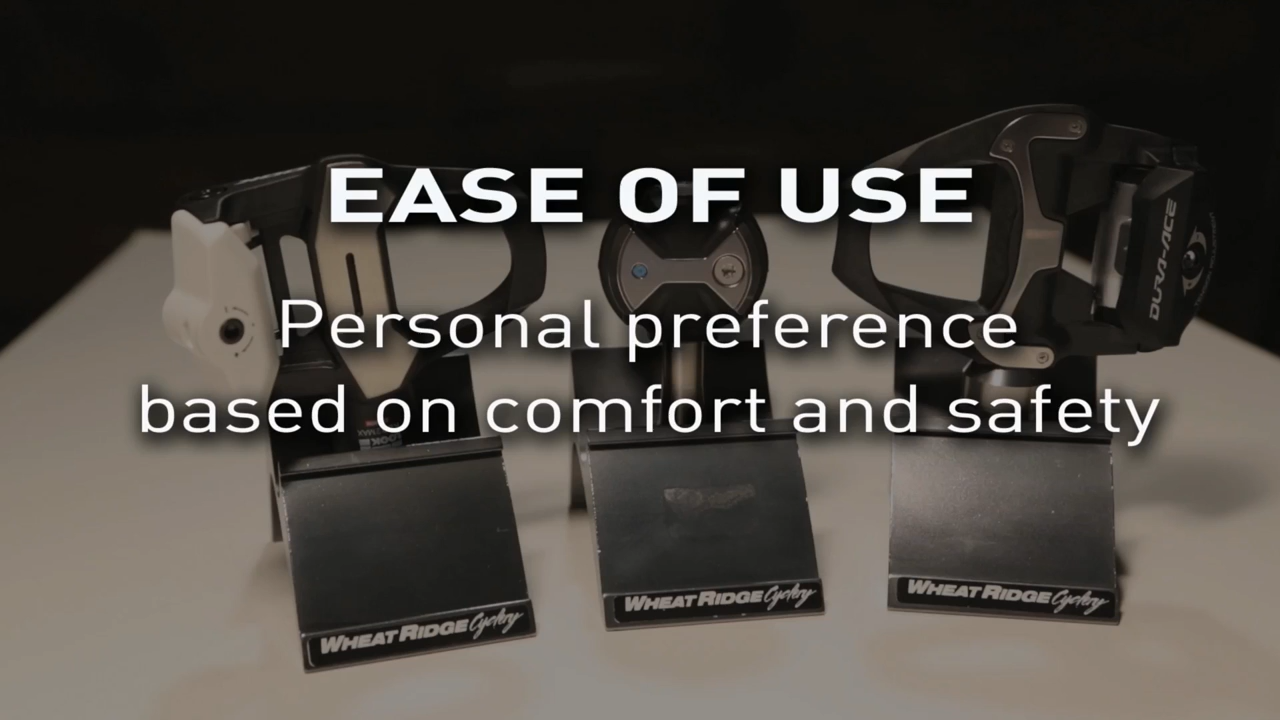 EASE OF USE
Personal preference
based on comfort and safety
DURA-ACE
LOOK
WHEAT RIDGE Cyclery
WHEAT RIDGE Cyclery
WHEAT RIDGE Cyclery